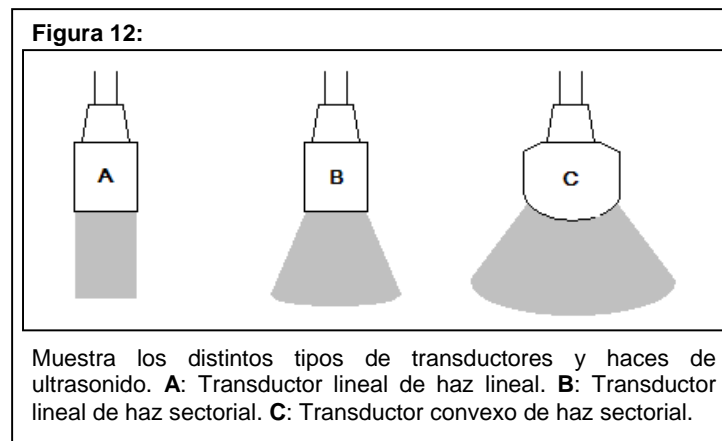 Figura 12:
A B C
Muestra los distintos tipos de transductores y haces de
ultrasonido. A: Transductor lineal de haz lineal. B: Transductor
lineal de haz sectorial. C: Transductor convexo de haz sectorial.